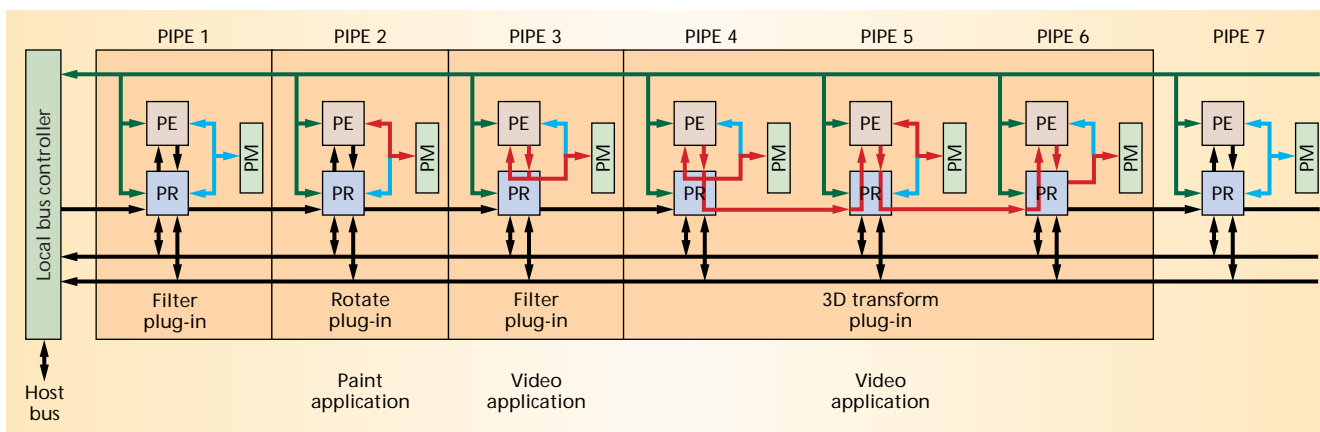 PIPE 1
PIPE 2
PIPE 3
PIPE 4
PIPE 5
PIPE 6
PIPE 7
Local bus controller
PE
PM
PR
PE
PM
PR
PE
PM
PR
PE
PM
PR
PE
PM
PR
PE
PM
PR
PE
PM
PR
Filter
plug-in
Rotate
plug-in
Filter
plug-in
3D transform
plug-in
Host
bus
Paint
application
Video
application
Video
application